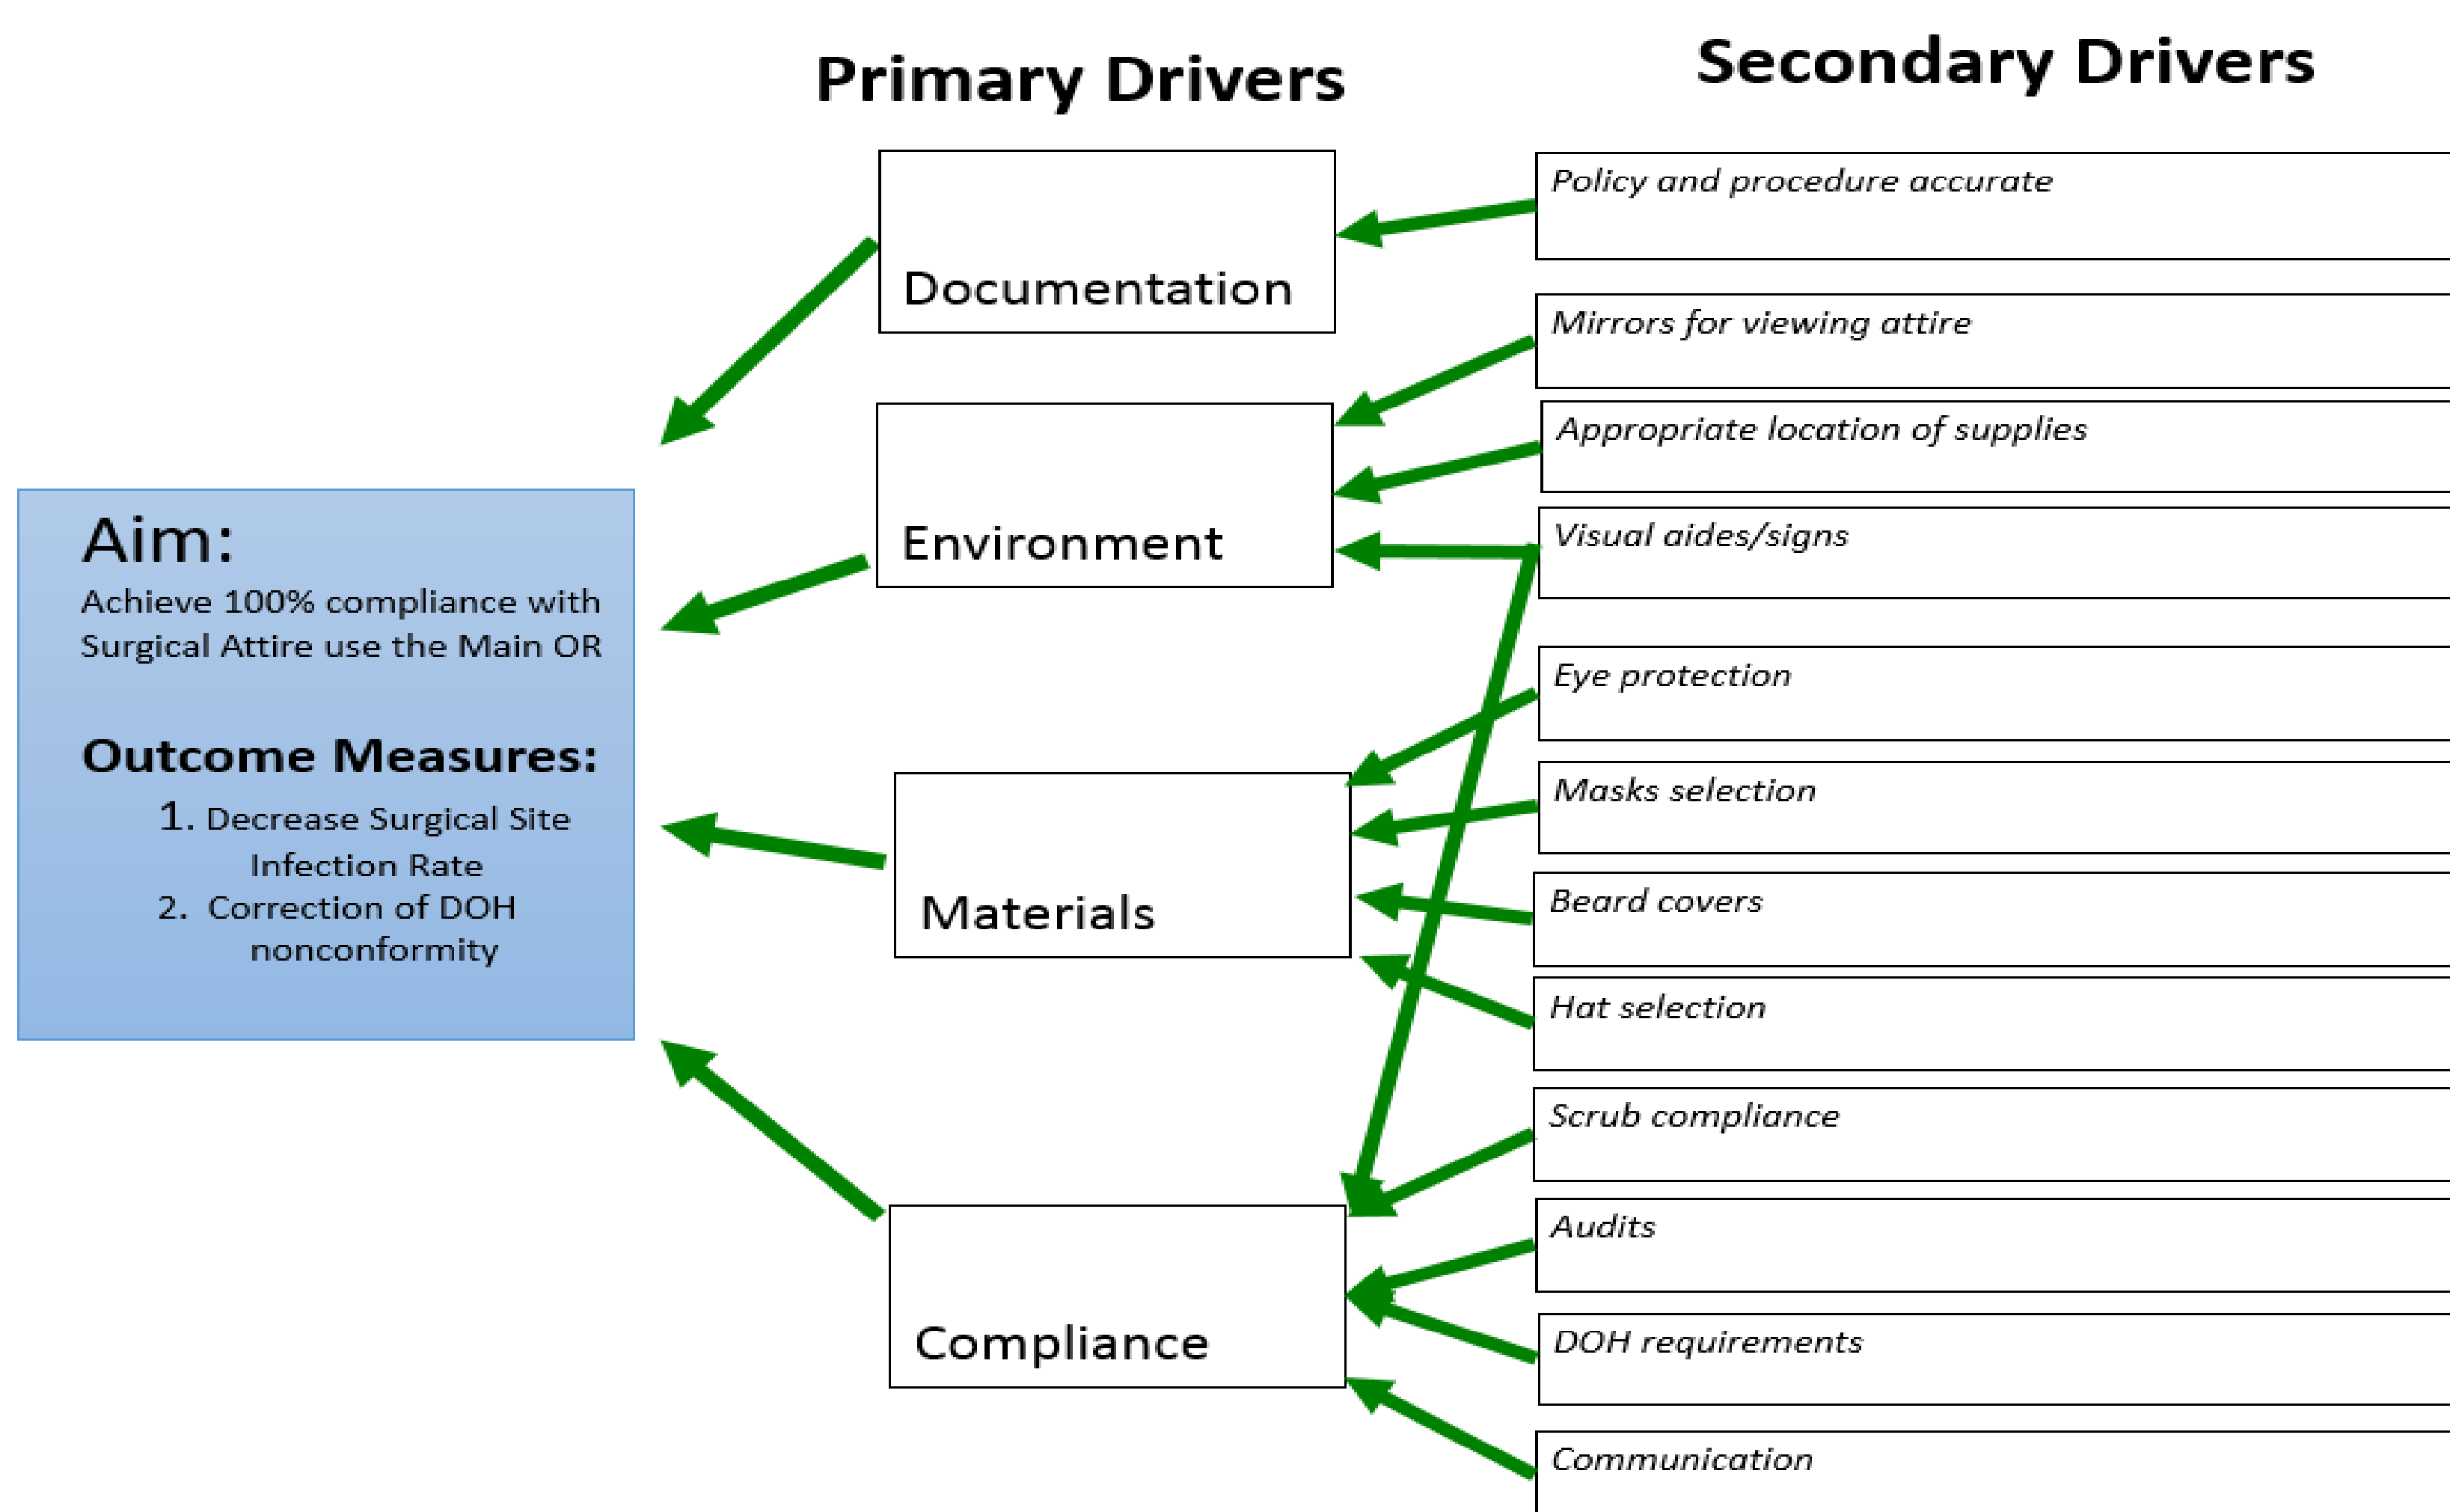 Primary Drivers
Secondary Drivers
Aim:
Achieve 100% compliance with
Surgical Attire use the Main OR
Outcome Measures:
1. Decrease Surgical Site
Infection Rate
2. Correction of DOH
nonconformity
Documentation
Environment
Materials
Compliance
Policy and procedure accurate
Mirrors for viewing attire
Appropriate location of supplies
Visual aides/signs
Eye protection
Masks selection
Beard covers
Hat selection
Scrub compliance
Audits
DOH requirements
Communication